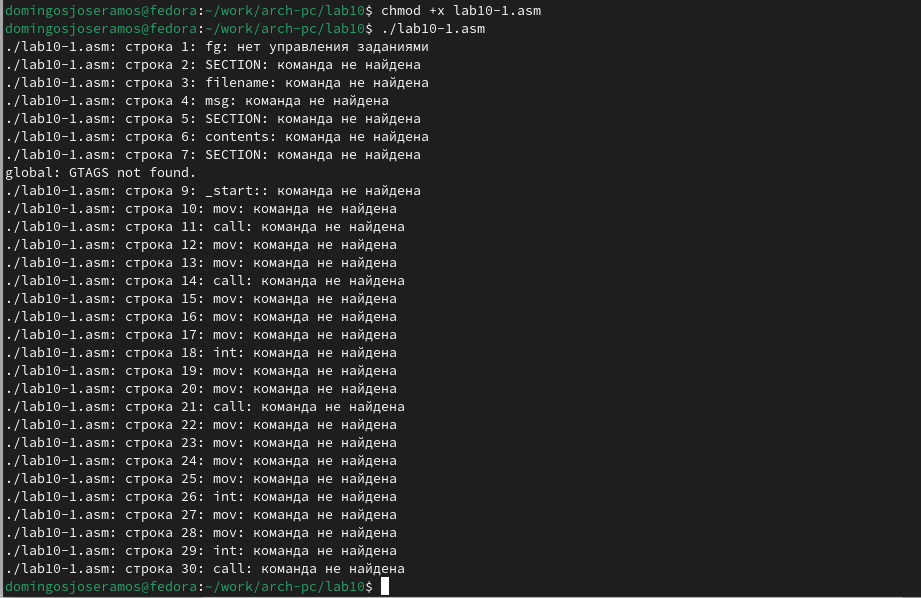 domingosjoseramos@fedora:~/work/arch-pc/lab10$ chmod +x lab10-1.asm
domingosjoseramos@fedora:~/work/arch-pc/lab10$ ./lab10-1.asm
./lab10-1.asm: строка 1: fg: нет управления заданиями
./lab10-1.asm: строка 2: SECTION: команда не найдена
./lab10-1.asm: строка 3: filename: команда не найдена
./lab10-1.asm: строка 4: msg: команда не найдена
./lab10-1.asm: строка 5: SECTION: команда не найдена
./lab10-1.asm: строка 6: contents: команда не найдена
./lab10-1.asm: строка 7: SECTION: команда не найдена
global: GTAGS not found.
./lab10-1.asm: строка 9: _start:: команда не найдена
./lab10-1.asm: строка 10: mov: команда не найдена
./lab10-1.asm: строка 11: call: команда не найдена
./lab10-1.asm: строка 12: mov: команда не найдена
./lab10-1.asm: строка 13: mov: команда не найдена
./lab10-1.asm: строка 14: call: команда не найдена
./lab10-1.asm: строка 15: mov: команда не найдена
./lab10-1.asm: строка 16: mov: команда не найдена
./lab10-1.asm: строка 17: mov: команда не найдена
./lab10-1.asm: строка 18: int: команда не найдена
./lab10-1.asm: строка 19: mov: команда не найдена
./lab10-1.asm: строка 20: mov: команда не найдена
./lab10-1.asm: строка 21: call: команда не найдена
./lab10-1.asm: строка 22: mov: команда не найдена
./lab10-1.asm: строка 23: mov: команда не найдена
./lab10-1.asm: строка 24: mov: команда не найдена
./lab10-1.asm: строка 25: mov: команда не найдена
./lab10-1.asm: строка 26: int: команда не найдена
./lab10-1.asm: строка 27: mov: команда не найдена
./lab10-1.asm: строка 28: mov: команда не найдена
./lab10-1.asm: строка 29: int: команда не найдена
./lab10-1.asm: строка 30: call: команда не найдена
domingosjoseramos@fedora:~/work/arch-pc/lab10$